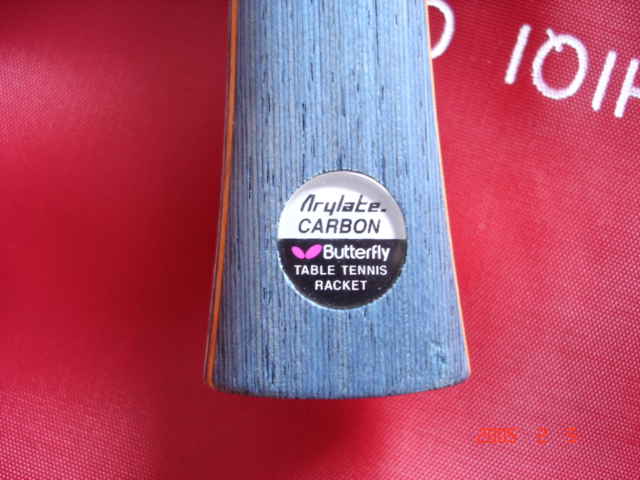 Arylate-
CARBON
Butterfly
TABLE TENNIS
RACKET
2005 2 5